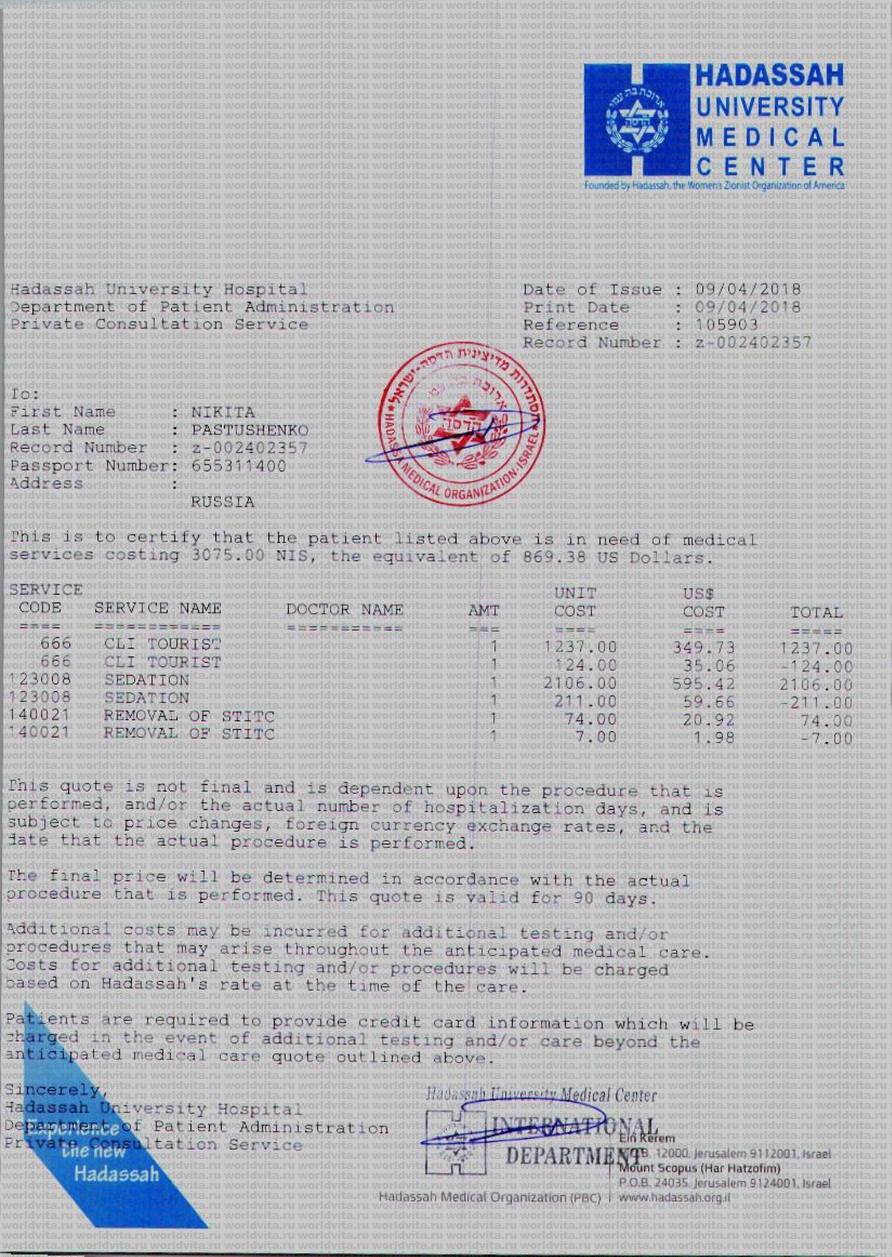 HADASSAH
UNIVERSITY
MEDICAL
CENTER
Founded by Hadassah, the Women's Zionist Organization of America
Hadassah University Hospital
Department of Patient Administration
Private Consultation Service
Date of Issue : 09/04/2018
Print Date : 09/04/2018
Reference : 105903
Record Number : z-002402357
הסתדרות מדיצינית הדסה-ישראל
ארוכת בת עמי
הדסה
HADASSA MEDICAL ORGANIZATION-ISRAEL
To:
First Name : NIKITA
Last Name : PASTUSHENKO
Record Number : z-002402357
Passport Number: 655311400
Address :
RUSSIA
This is to certify that the patient listed above is in need of medical
services costing 3075.00 NIS, the equivalent of 869.38 US Dollars.
SERVICE UNIT US$
CODE SERVICE NAME DOCTOR NAME AMT COST COST TOTAL
==== ============ =========== === ==== ==== =====
666 CLI TOURIST 1 1237.00 349.73 1237.00
666 CLI TOURIST 1 124.00 35.06 -124.00
123008 SEDATION 1 2106.00 595.42 2106.00
123008 SEDATION 1 211.00 59.66 -211.00
140021 REMOVAL OF STITC 1 74.00 20.92 74.00
140021 REMOVAL OF STITC 1 7.00 1.98 -7.00
This quote is not final and is dependent upon the procedure that is
performed, and/or the actual number of hospitalization days, and is
subject to price changes, foreign currency exchange rates, and the
date that the actual procedure is performed.
The final price will be determined in accordance with the actual
procedure that is performed. This quote is valid for 90 days.
Additional costs may be incurred for additional testing and/or
procedures that may arise throughout the anticipated medical care.
Costs for additional testing and/or procedures will be charged
based on Hadassah's rate at the time of the care.
Patients are required to provide credit card information which will be
charged in the event of additional testing and/or care beyond the
anticipated medical care quote outlined above.
Sincerely,
Hadassah University Hospital
Department of Patient Administration
Private Consultation Service
Experience
the new
Hadassah
Hadassah University Medical Center
INTERNATIONAL
DEPARTMENT
Ein Kerem
P.O.B. 12000, Jerusalem 9112001, Israel
Mount Scopus (Har Hatzofim)
P.O.B. 24035, Jerusalem 9124001, Israel
Hadassah Medical Organization (PBC) www.hadassah.org.il
worldvita.ru